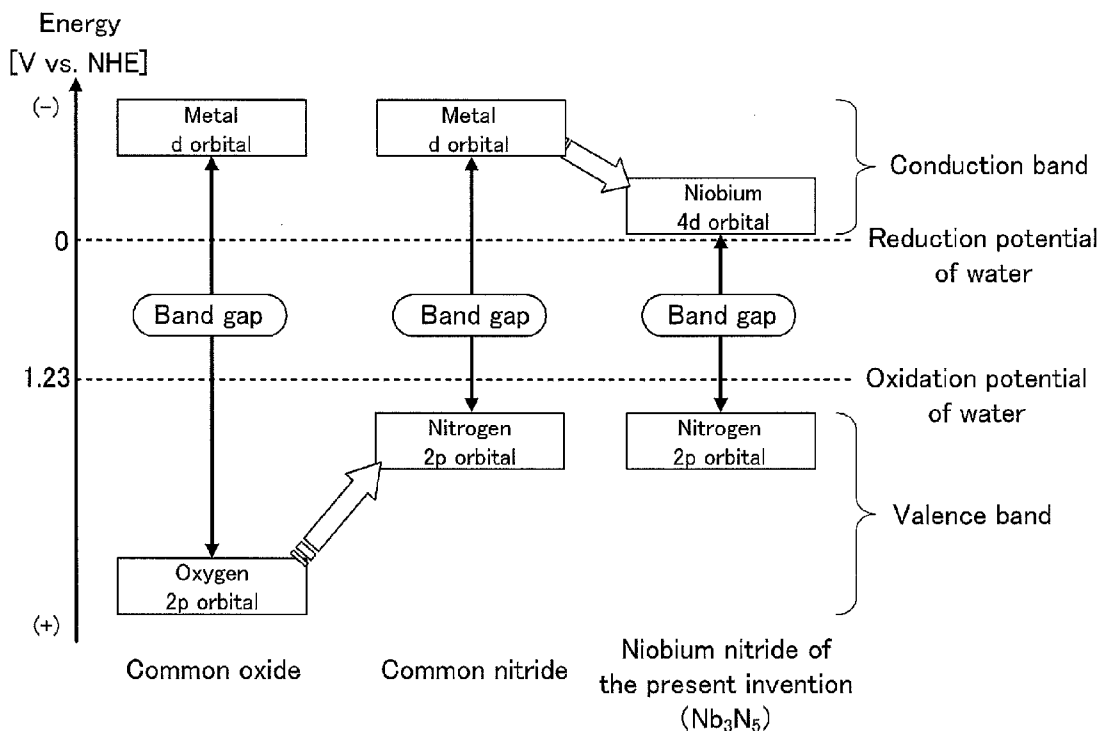 Energy
[V vs. NHE]
(-)
Metal
d orbital
Metal
d orbital
Niobium
4d orbital
Conduction band
0
Reduction potential
of water
Band gap
Band gap
Band gap
1.23
Oxidation potential
of water
Nitrogen
2p orbital
Nitrogen
2p orbital
Valence band
Oxygen
2p orbital
(+)
Common oxide
Common nitride
Niobium nitride of
the present invention
(Nb₃N₅)